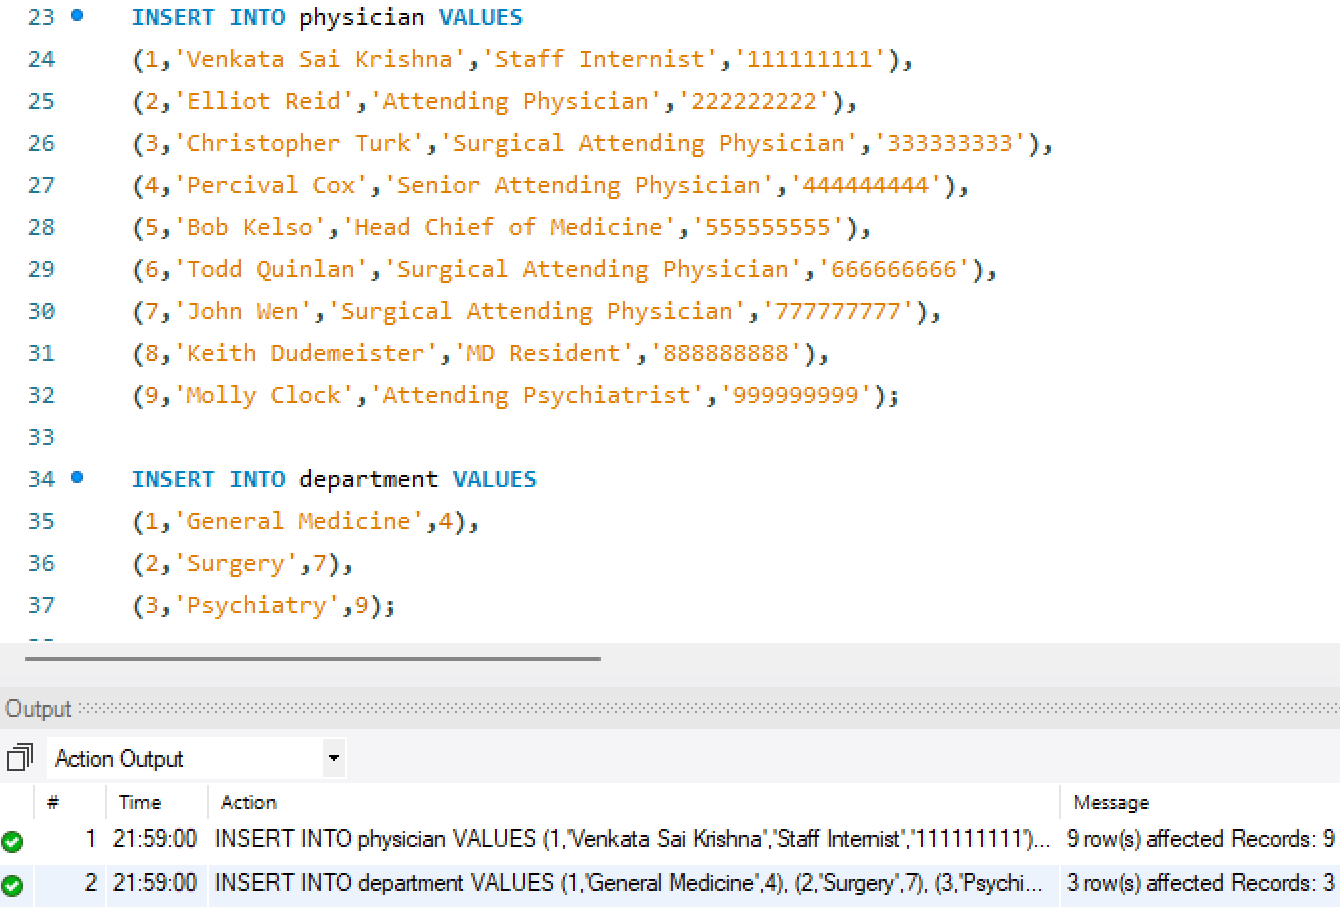 23 INSERT INTO physician VALUES
24 (1,'Venkata Sai Krishna','Staff Internist','111111111'),
25 (2,'Elliot Reid','Attending Physician','222222222'),
26 (3,'Christopher Turk','Surgical Attending Physician','333333333'),
27 (4,'Percival Cox','Senior Attending Physician','444444444'),
28 (5,'Bob Kelso','Head Chief of Medicine','555555555'),
29 (6,'Todd Quinlan','Surgical Attending Physician','666666666'),
30 (7,'John Wen','Surgical Attending Physician','777777777'),
31 (8,'Keith Dudemeister','MD Resident','888888888'),
32 (9,'Molly Clock','Attending Psychiatrist','999999999');
33
34 INSERT INTO department VALUES
35 (1,'General Medicine',4),
36 (2,'Surgery',7),
37 (3,'Psychiatry',9);
Output
Action Output
# Time Action Message
1 21:59:00 INSERT INTO physician VALUES (1,'Venkata Sai Krishna','Staff Internist','111111111')... 9 row(s) affected Records: 9
2 21:59:00 INSERT INTO department VALUES (1,'General Medicine',4), (2,'Surgery',7), (3,'Psychi... 3 row(s) affected Records: 3